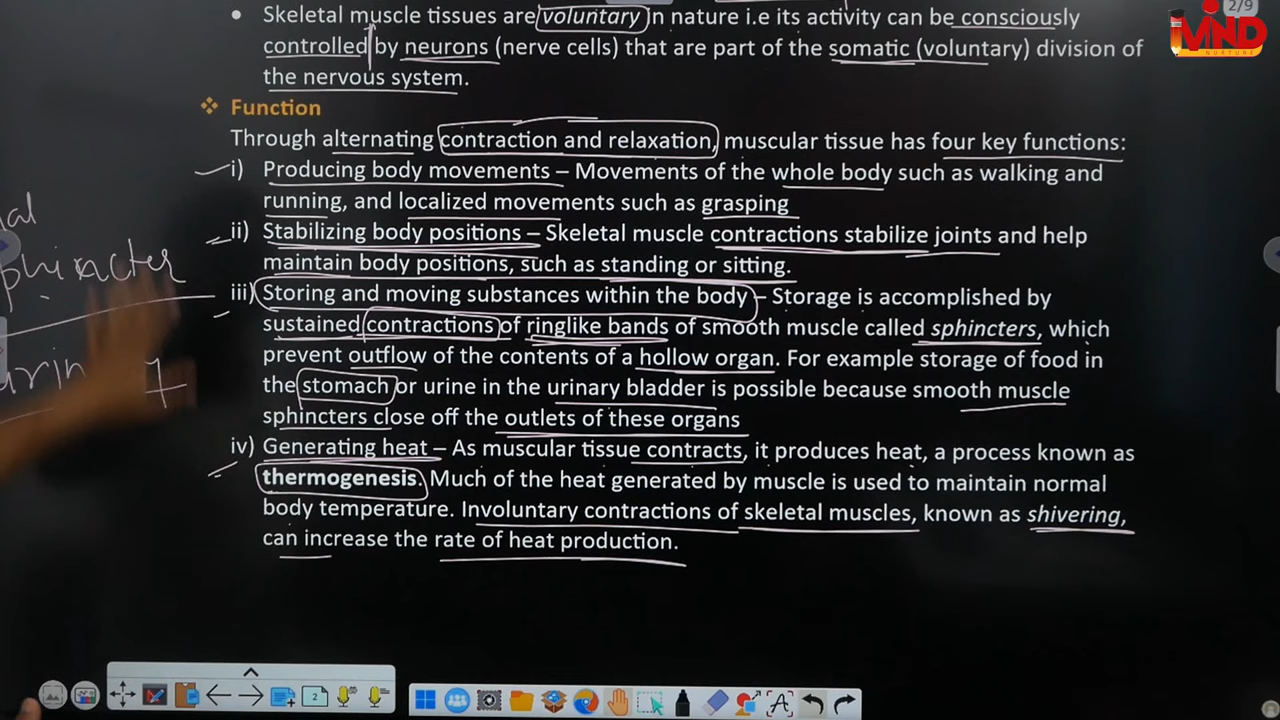 2/9
MIND
NURTURE
• Skeletal muscle tissues are voluntary in nature i.e its activity can be consciously
controlled by neurons (nerve cells) that are part of the somatic (voluntary) division of
the nervous system.
❖ Function
Through alternating contraction and relaxation, muscular tissue has four key functions:
i) Producing body movements – Movements of the whole body such as walking and
running, and localized movements such as grasping
ii) Stabilizing body positions – Skeletal muscle contractions stabilize joints and help
maintain body positions, such as standing or sitting.
iii) Storing and moving substances within the body – Storage is accomplished by
sustained contractions of ringlike bands of smooth muscle called sphincters, which
prevent outflow of the contents of a hollow organ. For example storage of food in
the stomach or urine in the urinary bladder is possible because smooth muscle
sphincters close off the outlets of these organs
iv) Generating heat – As muscular tissue contracts, it produces heat, a process known as
thermogenesis. Much of the heat generated by muscle is used to maintain normal
body temperature. Involuntary contractions of skeletal muscles, known as shivering,
can increase the rate of heat production.
phincter
2